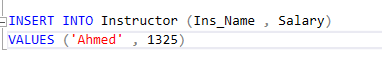 INSERT INTO Instructor (Ins_Name , Salary)
VALUES ('Ahmed' , 1325)